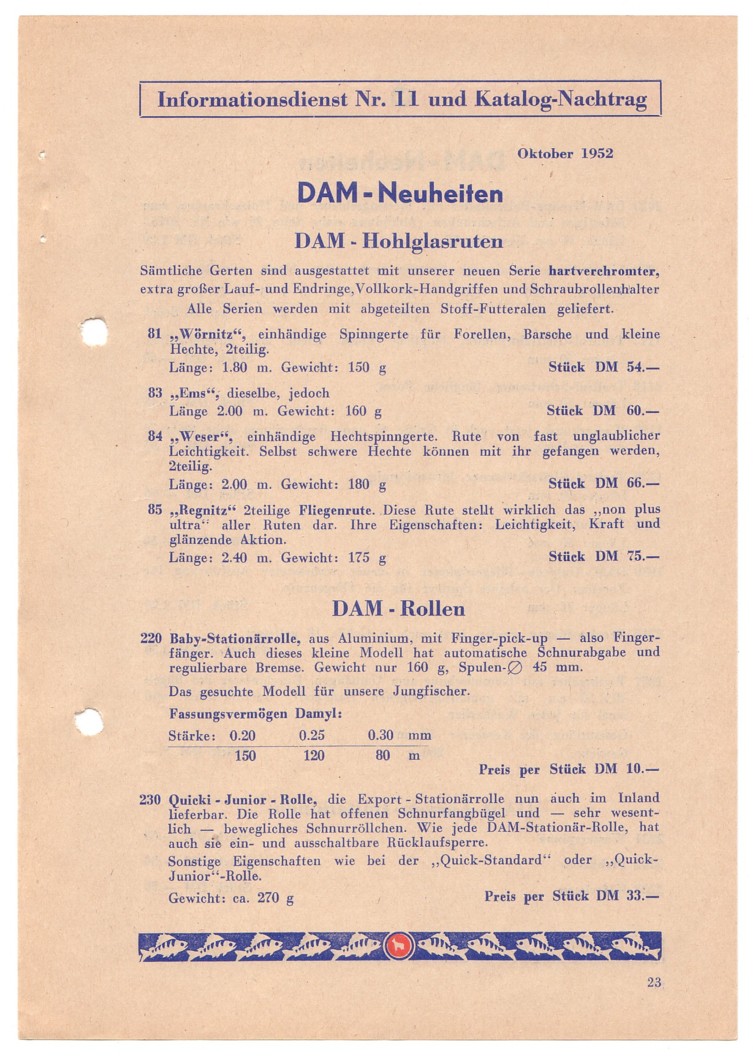 Informationsdienst Nr. 11 und Katalog-Nachtrag
Oktober 1952
DAM - Neuheiten
DAM - Hohlglasruten
Sämtliche Gerten sind ausgestattet mit unserer neuen Serie hartverchromter,
extra großer Lauf- und Endringe, Vollkork-Handgriffen und Schraubrollenhalter
Alle Serien werden mit abgeteilten Stoff-Futteralen geliefert.
81 „Wörnitz“, einhändige Spinngerte für Forellen, Barsche und kleine
Hechte, 2teilig.
Länge: 1.80 m. Gewicht: 150 g Stück DM 54.—
83 „Ems“, dieselbe, jedoch
Länge 2.00 m. Gewicht: 160 g Stück DM 60.—
84 „Weser“, einhändige Hechtspinngerte. Rute von fast unglaublicher
Leichtigkeit. Selbst schwere Hechte können mit ihr gefangen werden,
2teilig.
Länge: 2.00 m. Gewicht: 180 g Stück DM 66.—
85 „Regnitz“ 2teilige Fliegenrute. Diese Rute stellt wirklich das „non plus
ultra“ aller Ruten dar. Ihre Eigenschaften: Leichtigkeit, Kraft und
glänzende Aktion.
Länge: 2.40 m. Gewicht: 175 g Stück DM 75.—
DAM - Rollen
220 Baby-Stationärrolle, aus Aluminium, mit Finger-pick-up — also Finger-
fänger. Auch dieses kleine Modell hat automatische Schnurabgabe und
regulierbare Bremse. Gewicht nur 160 g, Spulen-∅ 45 mm.
Das gesuchte Modell für unsere Jungfischer.
Fassungsvermögen Damyl:
Stärke: 0.20 0.25 0.30 mm
150 120 80 m
Preis per Stück DM 10.—
230 Quicki - Junior - Rolle, die Export - Stationärrolle nun auch im Inland
lieferbar. Die Rolle hat offenen Schnurfangbügel und — sehr wesent-
lich — bewegliches Schnurröllchen. Wie jede DAM-Stationär-Rolle, hat
auch sie ein- und ausschaltbare Rücklaufsperre.
Sonstige Eigenschaften wie bei der „Quick-Standard“ oder „Quick-
Junior“-Rolle.
Gewicht: ca. 270 g Preis per Stück DM 33.—
23